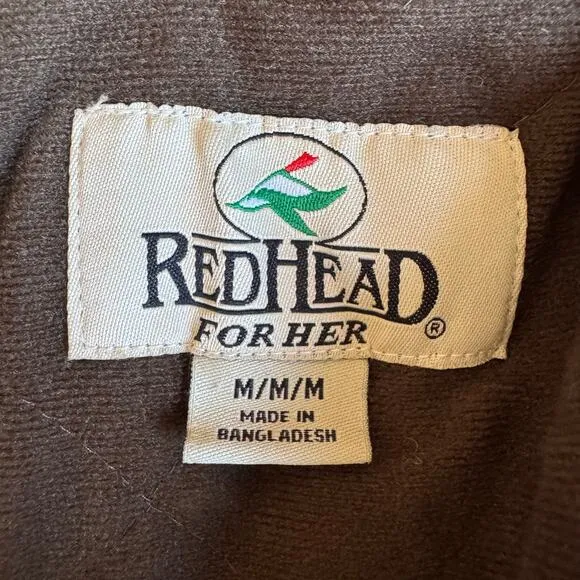 REDHEAD
FOR HER ®
M/M/M
MADE IN
BANGLADESH